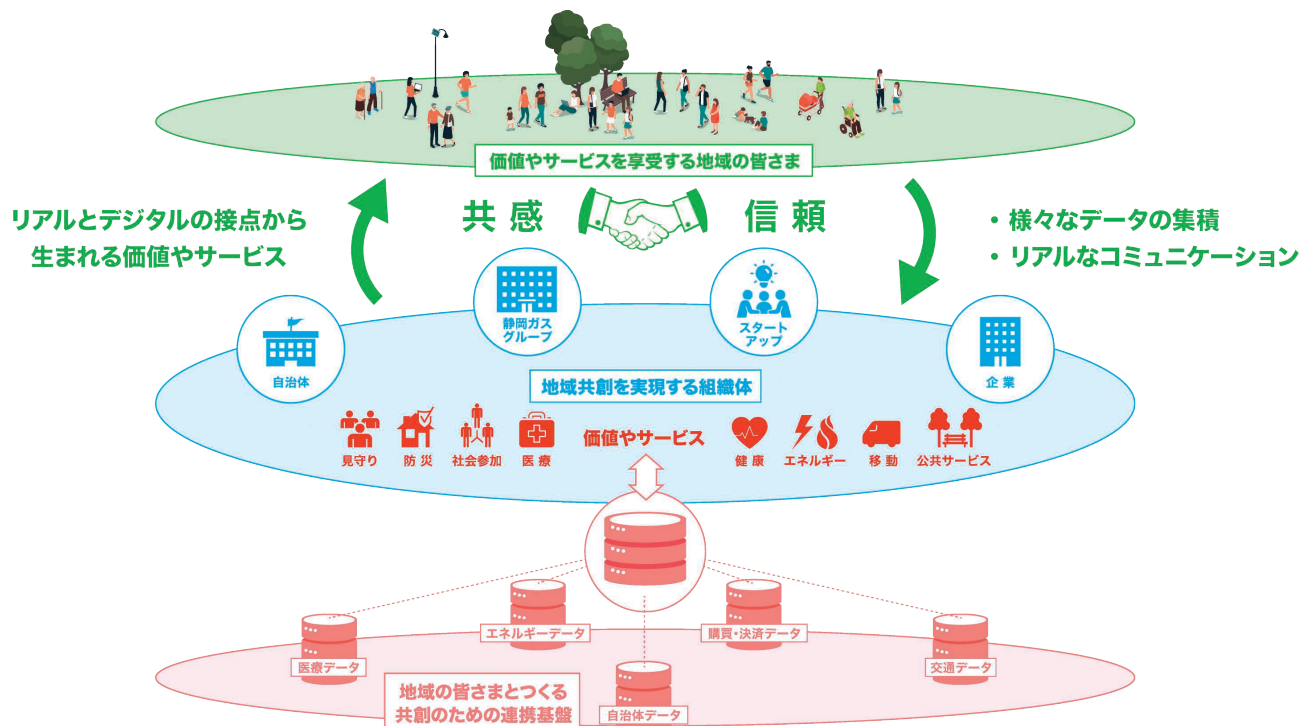 価値やサービスを享受する地域の皆さま
リアルとデジタルの接点から
生まれる価値やサービス
共感
信頼
・様々なデータの集積
・リアルなコミュニケーション
自治体
静岡ガス
グループ
スタート
アップ
企業
地域共創を実現する組織体
見守り
防災
社会参加
医療
価値やサービス
健康
エネルギー
移動
公共サービス
医療データ
エネルギーデータ
購買・決済データ
交通データ
自治体データ
地域の皆さまとつくる
共創のための連携基盤